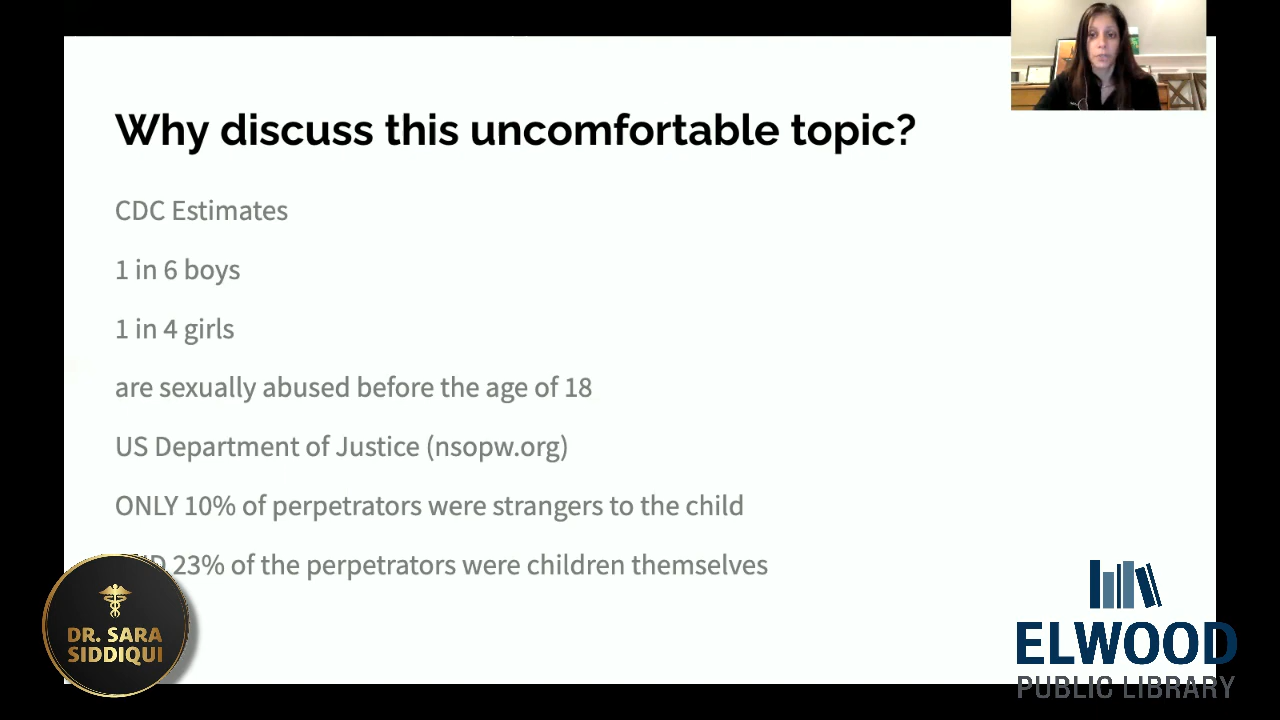 Why discuss this uncomfortable topic?
CDC Estimates
1 in 6 boys
1 in 4 girls
are sexually abused before the age of 18
US Department of Justice (nsopw.org)
ONLY 10% of perpetrators were strangers to the child
23% of the perpetrators were children themselves
DR. SARA
SIDDIQUI
ELWOOD
PUBLIC LIBRARY